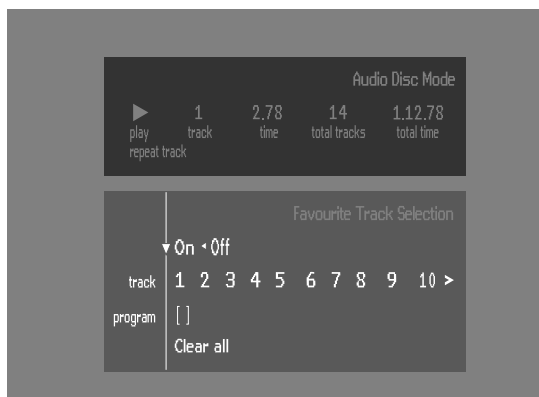 Audio Disc Mode
1 2.78 14 1.12.78
play track time total tracks total time
repeat track
Favourite Track Selection
On Off
track 1 2 3 4 5 6 7 8 9 10 >
program [ ]
Clear all